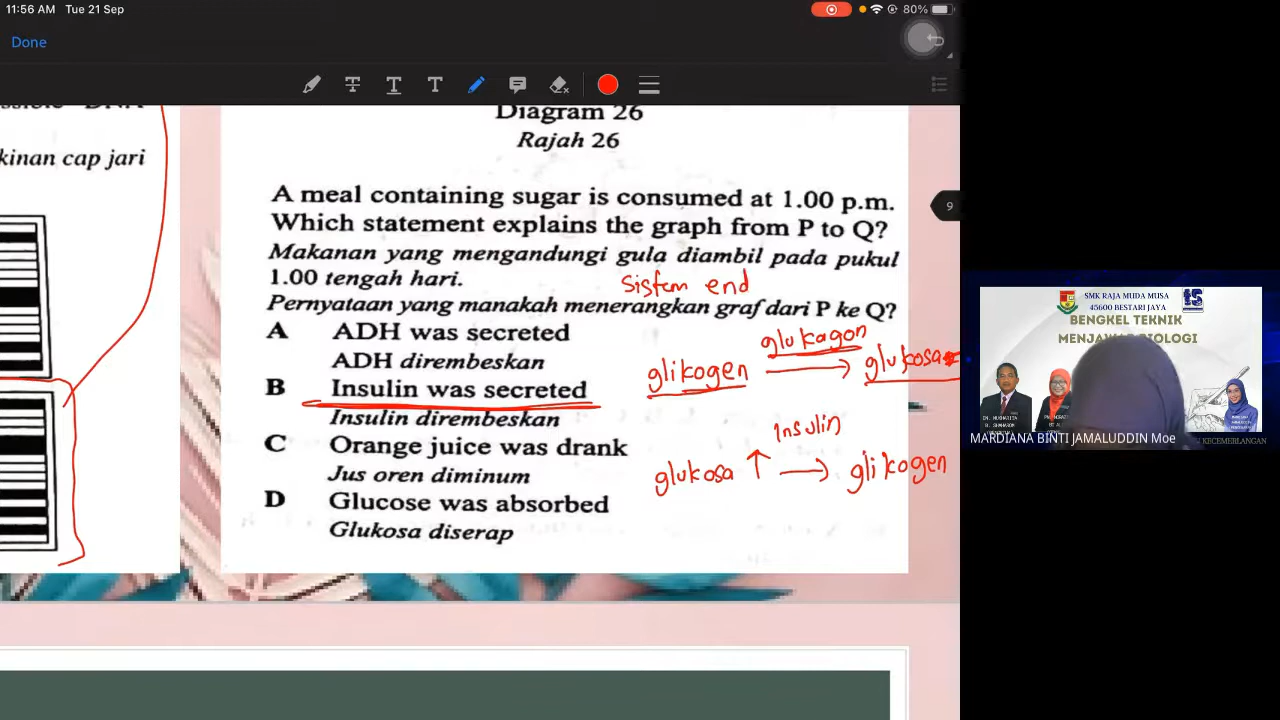 11:56 AM Tue 21 Sep
80%
Done
DNA
kinan cap jari
Diagram 26
Rajah 26
A meal containing sugar is consumed at 1.00 p.m.
Which statement explains the graph from P to Q?
Makanan yang mengandungi gula diambil pada pukul
1.00 tengah hari.
sistem end
Pernyataan yang manakah menerangkan graf dari P ke Q?
A ADH was secreted
ADH dirembeskan
glikogen glukagon → glukosa
B Insulin was secreted
Insulin dirembeskan
Insulin
C Orange juice was drank
Jus oren diminum
glukosa ↑ → glikogen
D Glucose was absorbed
Glukosa diserap
9
SMK RAJA MUDA MUSA
45600 BESTARI JAYA
BENGKEL TEKNIK
MENJAWAB BIOLOGI
MARDIANA BINTI JAMALUDDIN Moe
KECEMERLANGAN